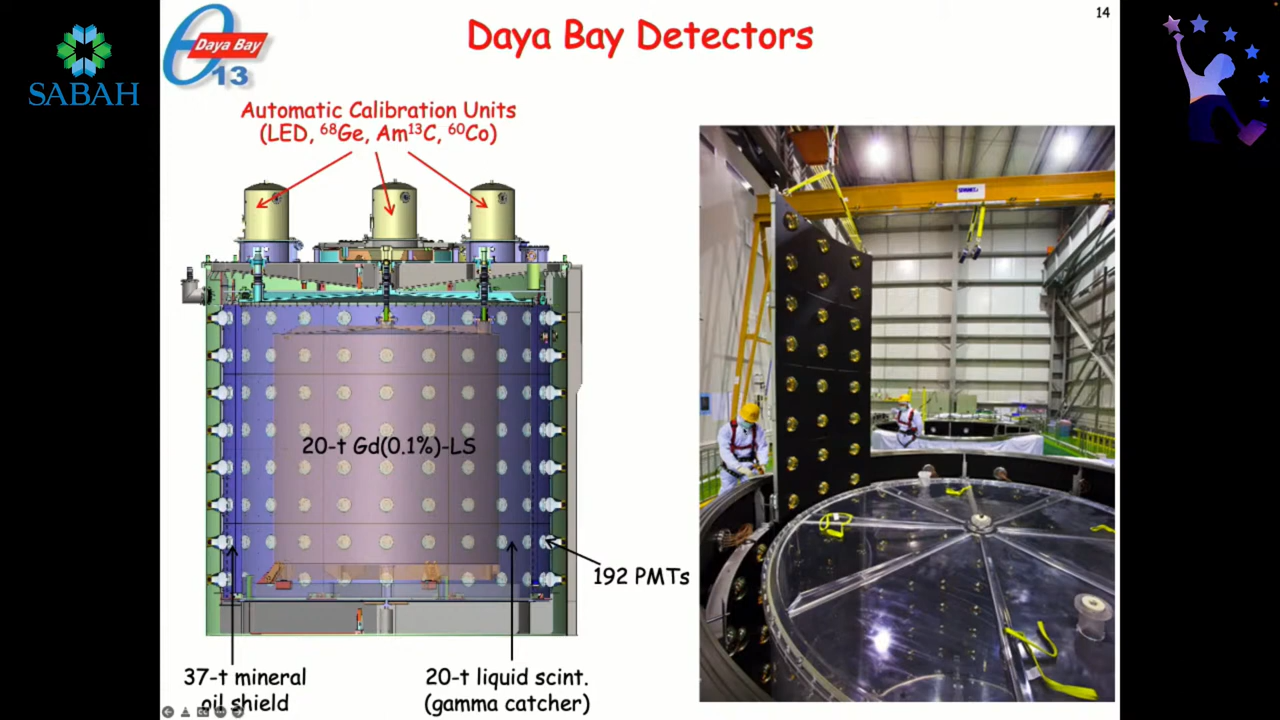 SABAH
θ
Daya Bay
13
Daya Bay Detectors
14
Automatic Calibration Units
(LED, ⁶⁸Ge, Am¹³C, ⁶⁰Co)
20-t Gd(0.1%)-LS
192 PMTs
37-t mineral
oil shield
20-t liquid scint.
(gamma catcher)